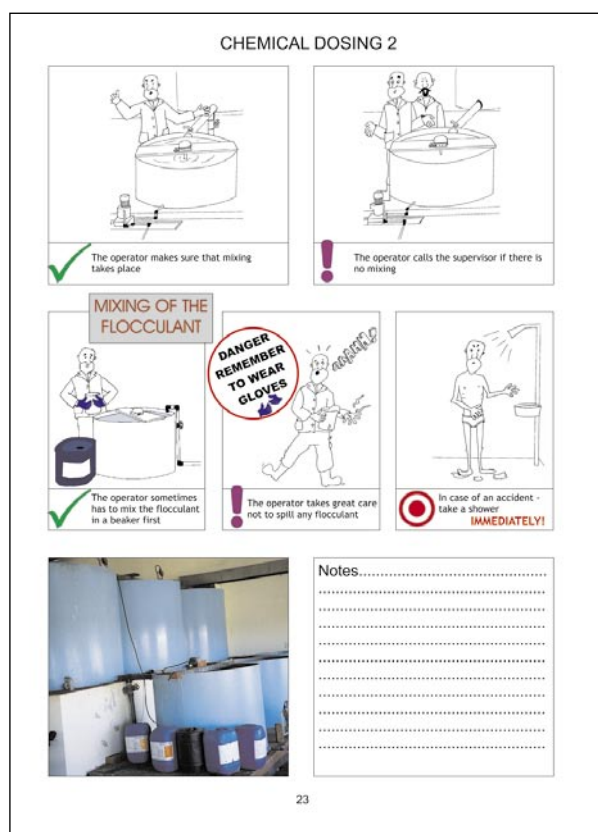 CHEMICAL DOSING 2
The operator makes sure that mixing
takes place
The operator calls the supervisor if there is
no mixing
MIXING OF THE
FLOCCULANT
DANGER
REMEMBER
TO WEAR
GLOVES
The operator sometimes
has to mix the flocculant
in a beaker first
The operator takes great care
not to spill any flocculant
In case of an accident -
take a shower
IMMEDIATELY!
Notes
23